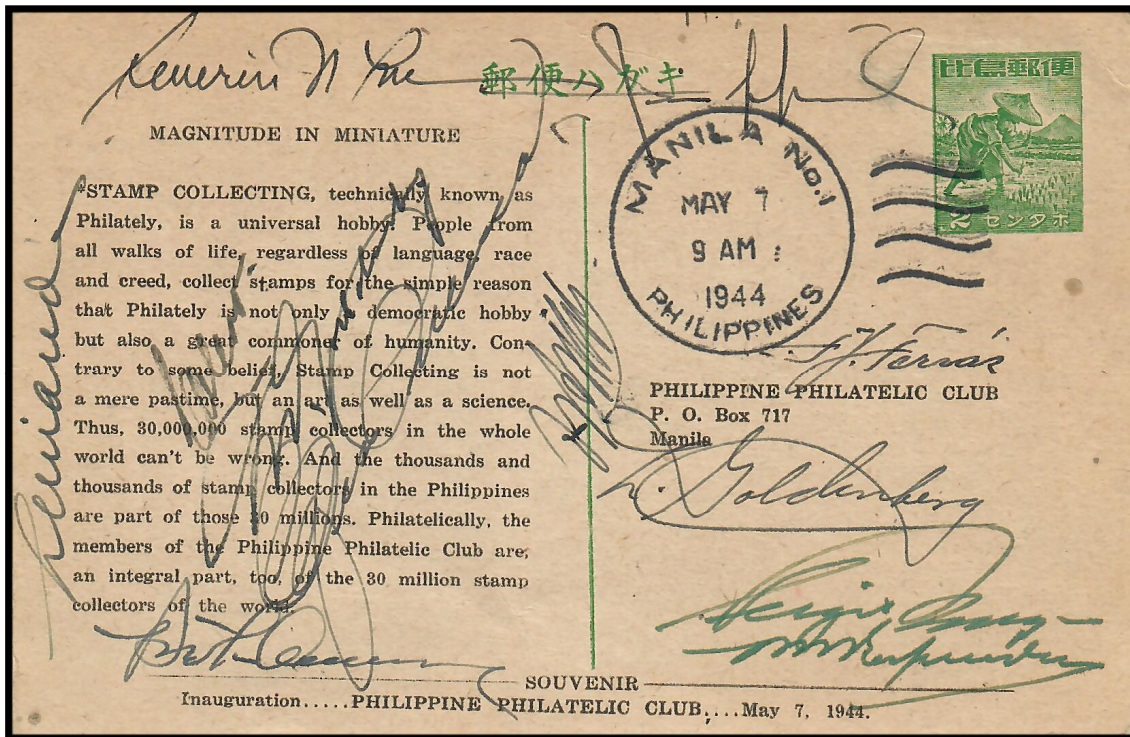 郵便ハガキ
比島郵便
2 センタボ
MANILA No. 1
MAY 7
9 AM
1944
PHILIPPINES
MAGNITUDE IN MINIATURE
"STAMP COLLECTING, technically known as
Philately, is a universal hobby. People from
all walks of life, regardless of language, race
and creed, collect stamps for the simple reason
that Philately is not only a democratic hobby
but also a great commoner of humanity. Con-
trary to some belief, Stamp Collecting is not
a mere pastime, but an art as well as a science.
Thus, 30,000,000 stamp collectors in the whole
world can't be wrong. And the thousands and
thousands of stamp collectors in the Philippines
are part of those 30 millions. Philatelically, the
members of the Philippine Philatelic Club are,
an integral part, too, of the 30 million stamp
collectors of the world.
PHILIPPINE PHILATELIC CLUB
P. O. Box 717
Manila
Goldenberg
SOUVENIR
Inauguration.....PHILIPPINE PHILATELIC CLUB,....May 7, 1944.